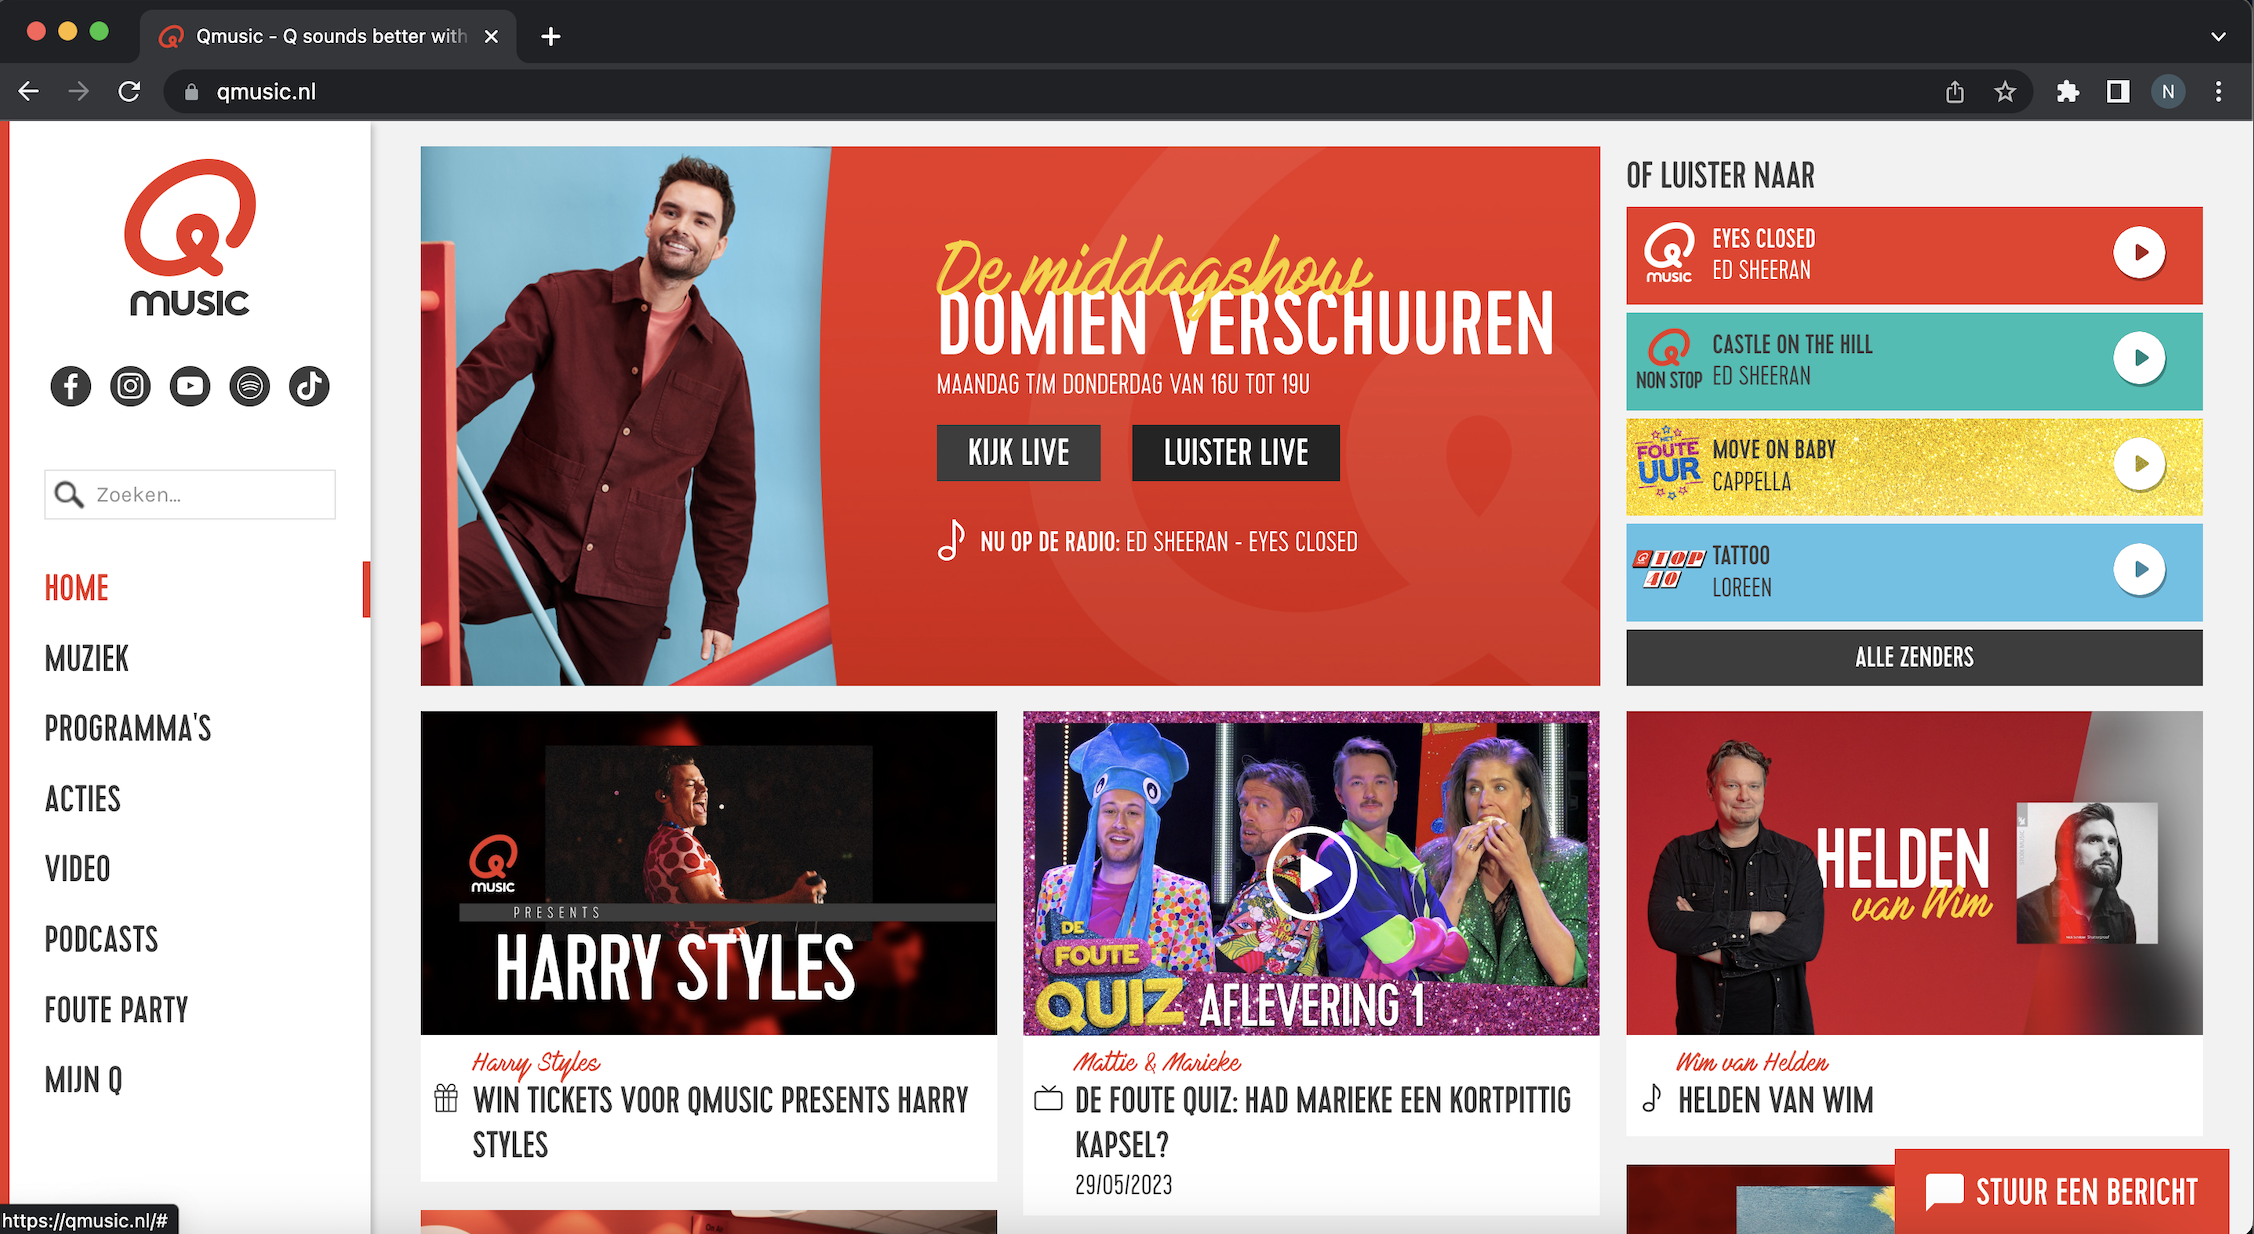 Qmusic - Q sounds better with
qmusic.nl
N
MUSIC
Zoeken...
HOME
MUZIEK
PROGRAMMA'S
ACTIES
VIDEO
PODCASTS
FOUTE PARTY
MIJN Q
https://qmusic.nl/#
De middagshow
DOMIEN VERSCHUUREN
MAANDAG T/M DONDERDAG VAN 16U TOT 19U
KIJK LIVE
LUISTER LIVE
NU OP DE RADIO: ED SHEERAN - EYES CLOSED
OF LUISTER NAAR
MUSIC
EYES CLOSED
ED SHEERAN
NON STOP
CASTLE ON THE HILL
ED SHEERAN
HET
FOUTE
UUR
MOVE ON BABY
CAPPELLA
TOP
40
TATTOO
LOREEN
ALLE ZENDERS
MUSIC
PRESENTS
HARRY STYLES
Harry Styles
WIN TICKETS VOOR QMUSIC PRESENTS HARRY
STYLES
DE
FOUTE
QUIZ
AFLEVERING 1
Mattie & Marieke
DE FOUTE QUIZ: HAD MARIEKE EEN KORTPITTIG
KAPSEL?
29/05/2023
HELDEN
van Wim
Wim van Helden
HELDEN VAN WIM
STUUR EEN BERICHT